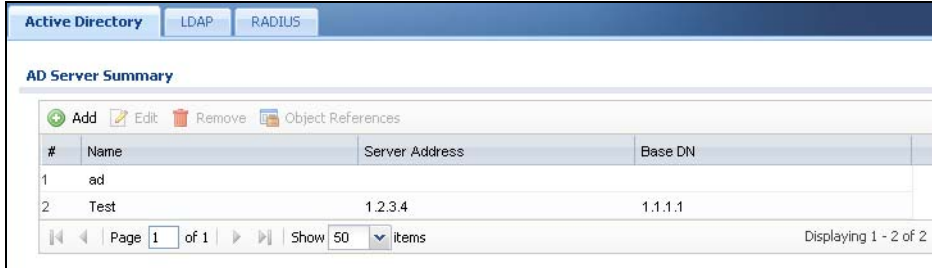 Active Directory LDAP RADIUS
AD Server Summary
Add Edit Remove Object References
# Name Server Address Base DN
1 ad
2 Test 1.2.3.4 1.1.1.1
Page 1 of 1 Show 50 items Displaying 1 - 2 of 2